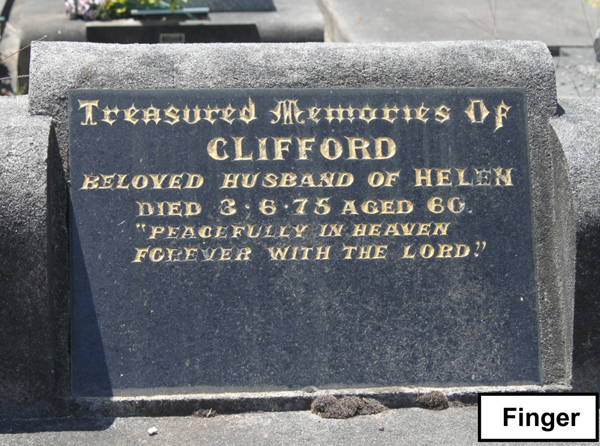 Treasured Memories Of
CLIFFORD
BELOVED HUSBAND OF HELEN
DIED 3·6·75 AGED 60.
"PEACEFULLY IN HEAVEN
FOREVER WITH THE LORD."
Finger